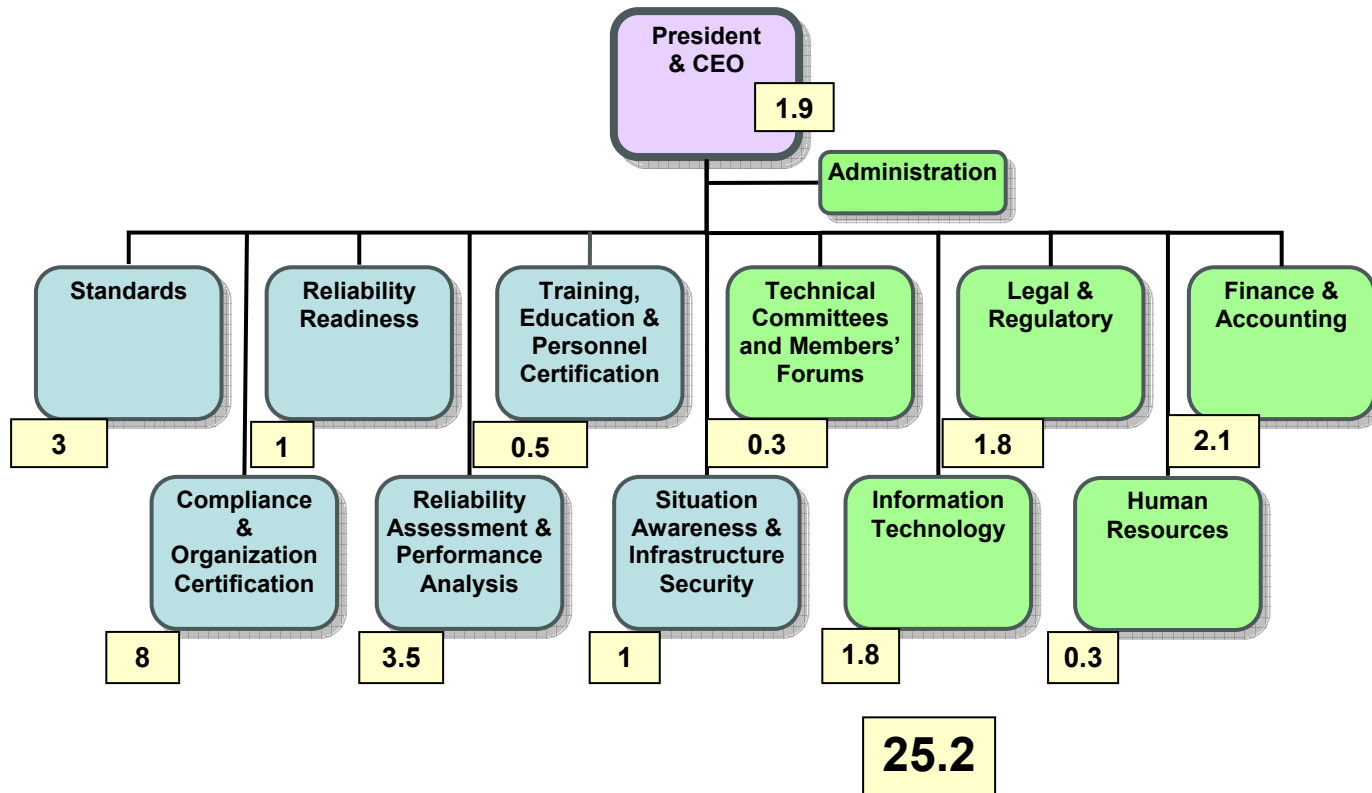 President
& CEO
1.9
Administration
Standards
3
Reliability
Readiness
1
Training,
Education &
Personnel
Certification
0.5
Technical
Committees
and Members’
Forums
0.3
Legal &
Regulatory
1.8
Finance &
Accounting
2.1
Compliance
&
Organization
Certification
8
Reliability
Assessment &
Performance
Analysis
3.5
Situation
Awareness &
Infrastructure
Security
1
Information
Technology
1.8
Human
Resources
0.3
25.2